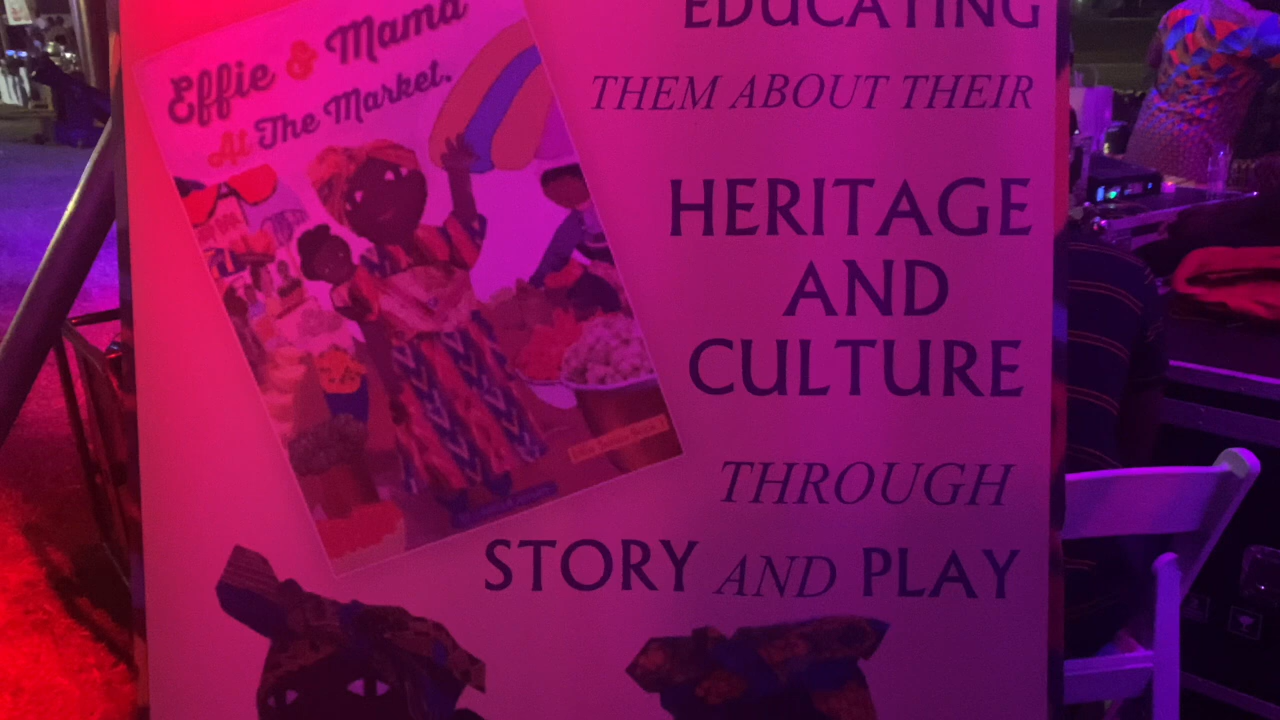 Effie & Mama
At The Market.
EDUCATING
THEM ABOUT THEIR
HERITAGE
AND
CULTURE
THROUGH
STORY AND PLAY